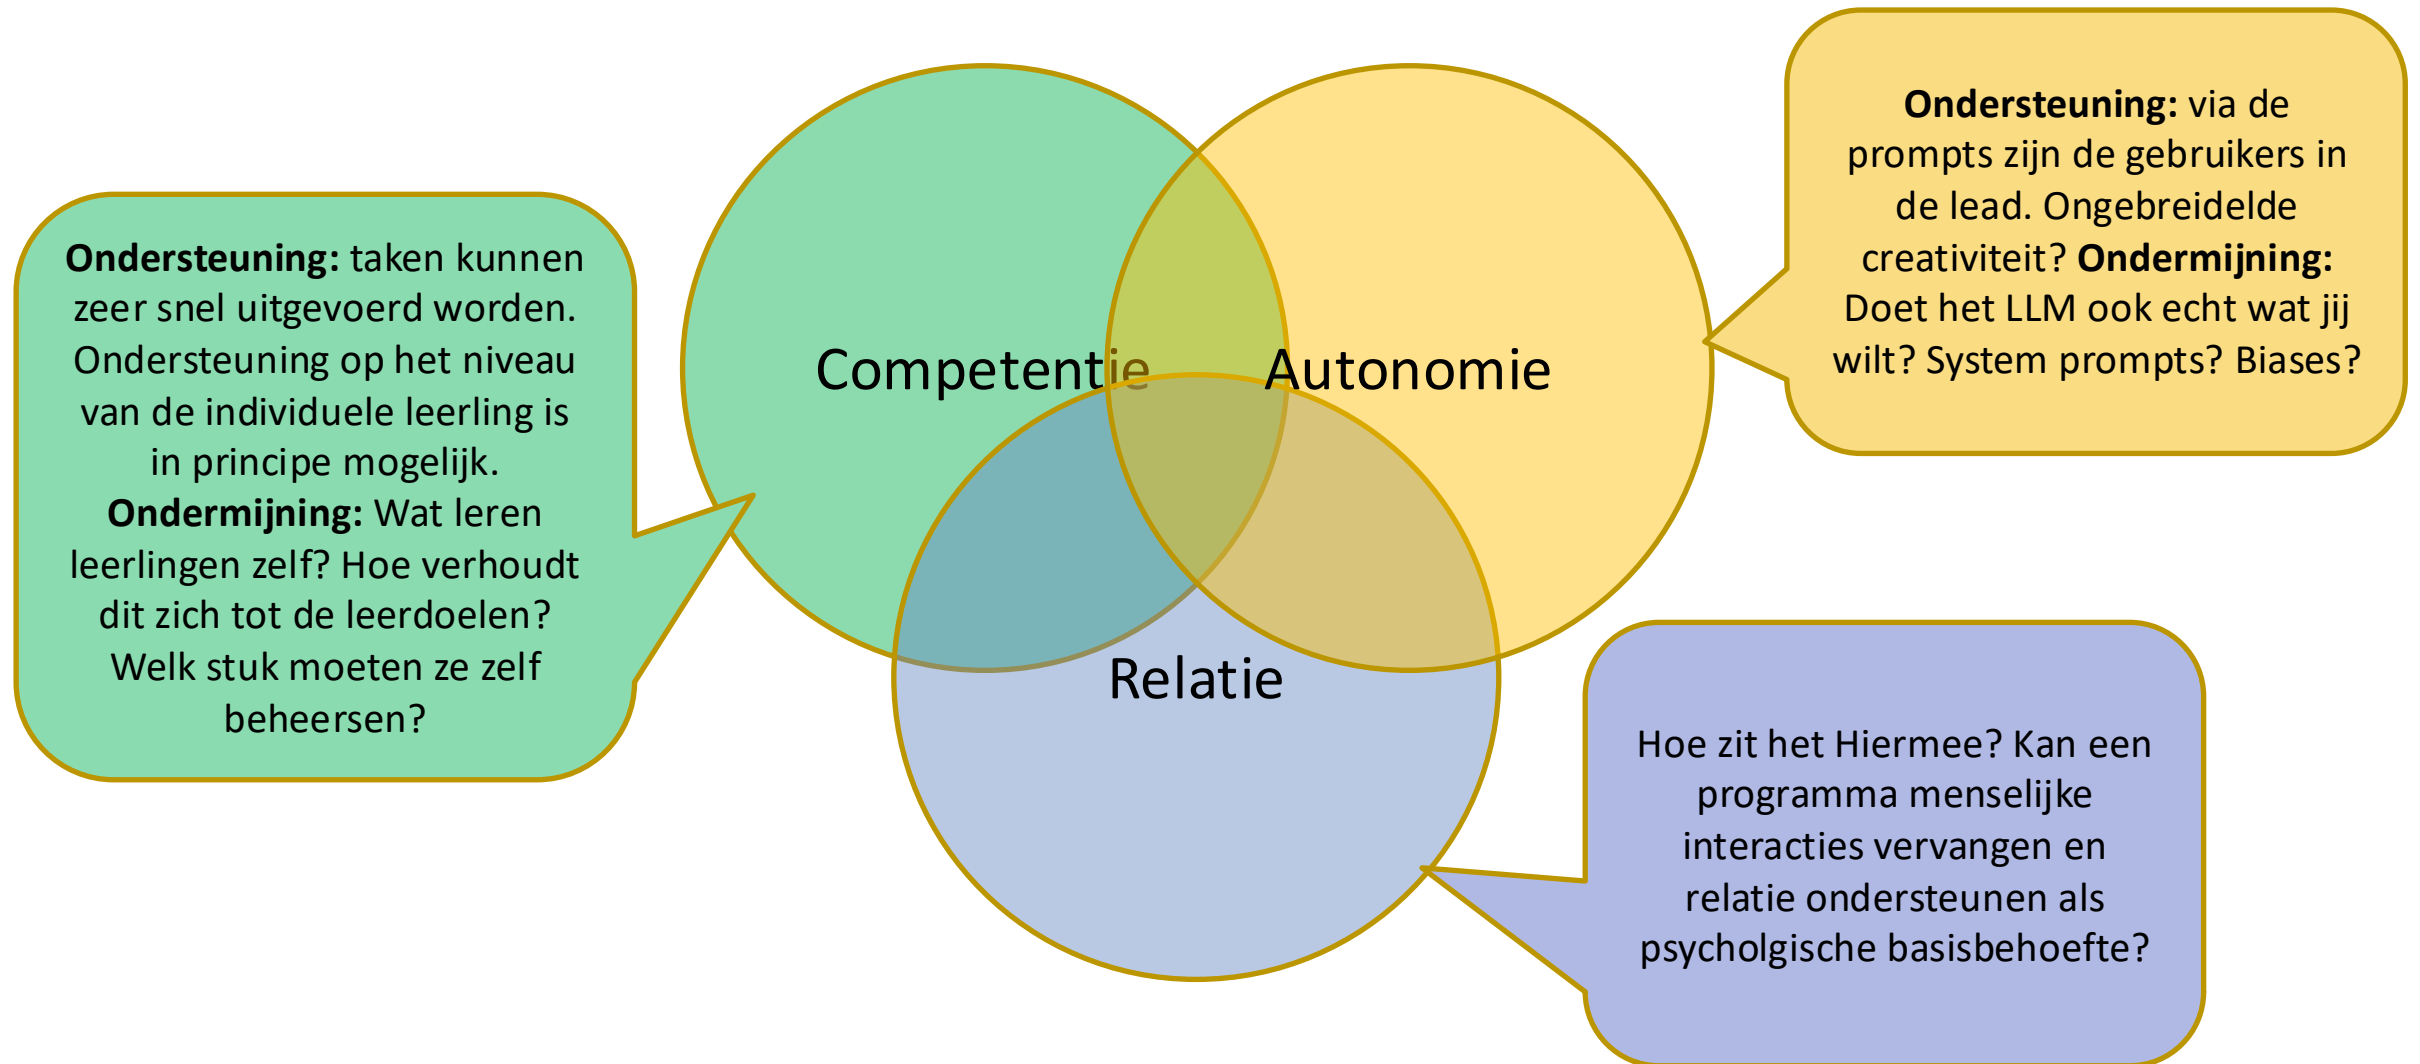 Ondersteuning: taken kunnen
zeer snel uitgevoerd worden.
Ondersteuning op het niveau
van de individuele leerling is
in principe mogelijk.
Ondermijning: Wat leren
leerlingen zelf? Hoe verhoudt
dit zich tot de leerdoelen?
Welk stuk moeten ze zelf
beheersen?
Competentie
Autonomie
Relatie
Ondersteuning: via de
prompts zijn de gebruikers in
de lead. Ongebreidelde
creativiteit? Ondermijning:
Doet het LLM ook echt wat jij
wilt? System prompts? Biases?
Hoe zit het Hiermee? Kan een
programma menselijke
interacties vervangen en
relatie ondersteunen als
psycholgische basisbehoefte?